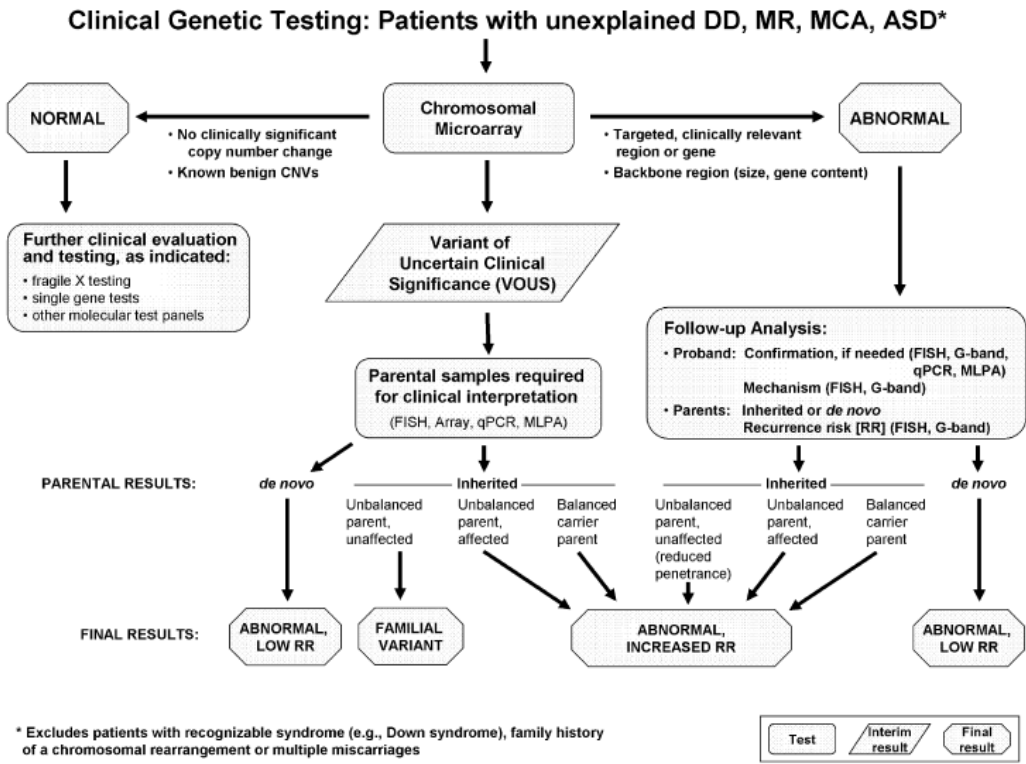 Clinical Genetic Testing: Patients with unexplained DD, MR, MCA, ASD*
NORMAL
• No clinically significant
copy number change
• Known benign CNVs
Chromosomal
Microarray
• Targeted, clinically relevant
region or gene
• Backbone region (size, gene content)
ABNORMAL
Further clinical evaluation
and testing, as indicated:
• fragile X testing
• single gene tests
• other molecular test panels
Variant of
Uncertain Clinical
Significance (VOUS)
Parental samples required
for clinical interpretation
(FISH, Array, qPCR, MLPA)
Follow-up Analysis:
• Proband: Confirmation, if needed (FISH, G-band,
qPCR, MLPA)
Mechanism (FISH, G-band)
• Parents: Inherited or de novo
Recurrence risk [RR] (FISH, G-band)
PARENTAL RESULTS:
de novo
Inherited
Unbalanced
parent,
unaffected
Unbalanced
parent,
affected
Balanced
carrier
parent
Inherited
Unbalanced
parent,
unaffected
(reduced
penetrance)
Unbalanced
parent,
affected
Balanced
carrier
parent
de novo
FINAL RESULTS:
ABNORMAL,
LOW RR
FAMILIAL
VARIANT
ABNORMAL,
INCREASED RR
ABNORMAL,
LOW RR
* Excludes patients with recognizable syndrome (e.g., Down syndrome), family history
of a chromosomal rearrangement or multiple miscarriages
Test
Interim
result
Final
result